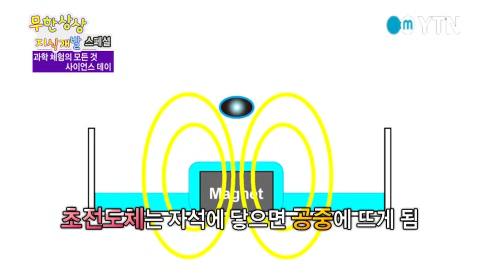 무한상상
지식개발 스페셜
과학 체험의 모든 것
사이언스 데이
YTN
Magnet
초전도체는 자석에 닿으면 공중에 뜨게 됨